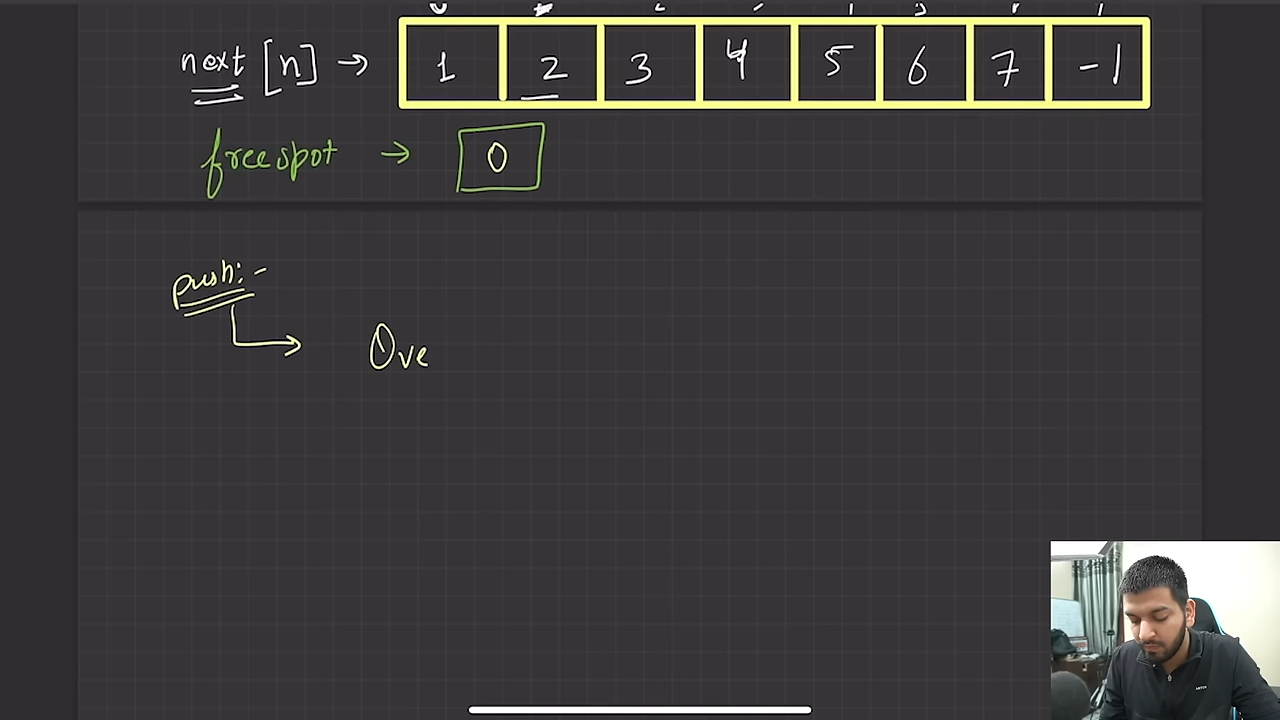 next [n] → 1 2 3 4 5 6 7 -1
freespot → 0
push: -
Ove